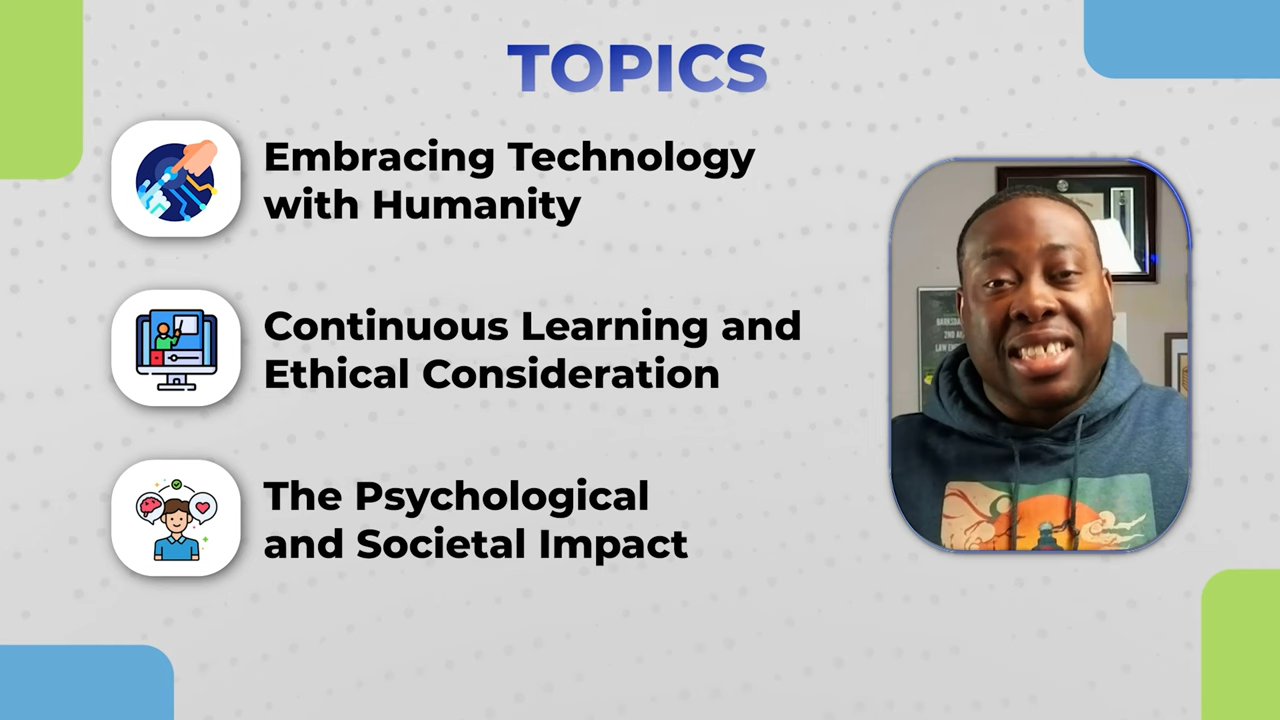 TOPICS
Embracing Technology
with Humanity
Continuous Learning and
Ethical Consideration
The Psychological
and Societal Impact